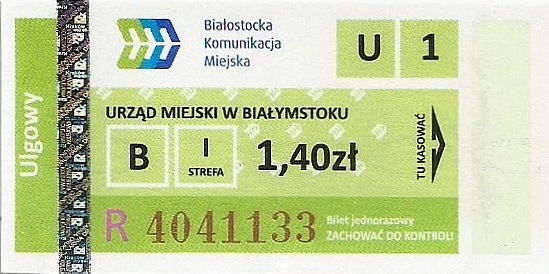 Ulgowy
Białostocka
Komunikacja
Miejska
U 1
URZĄD MIEJSKI W BIAŁYMSTOKU
B I STREFA 1,40zł
TU KASOWAĆ
R 4041133
Bilet jednorazowy
ZACHOWAĆ DO KONTROLI